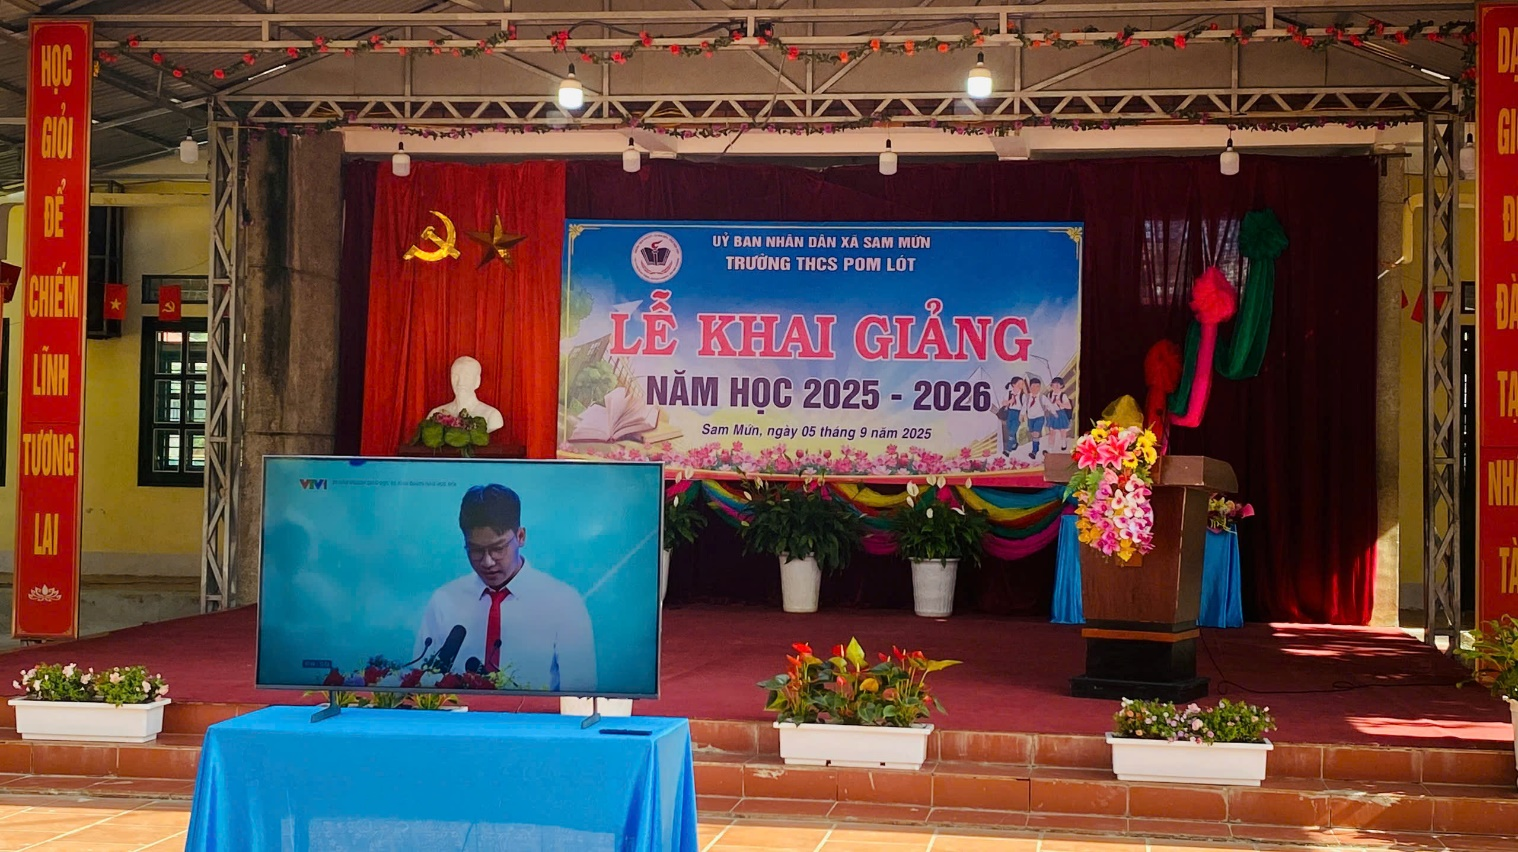 HỌC
GIỎI
ĐỂ
CHIẾM
LĨNH
TƯƠNG
LAI
UỶ BAN NHÂN DÂN XÃ SAM MỨN
TRƯỜNG THCS POM LÓT
LỄ KHAI GIẢNG
NĂM HỌC 2025 - 2026
Sam Mứn, ngày 05 tháng 9 năm 2025
VTV1